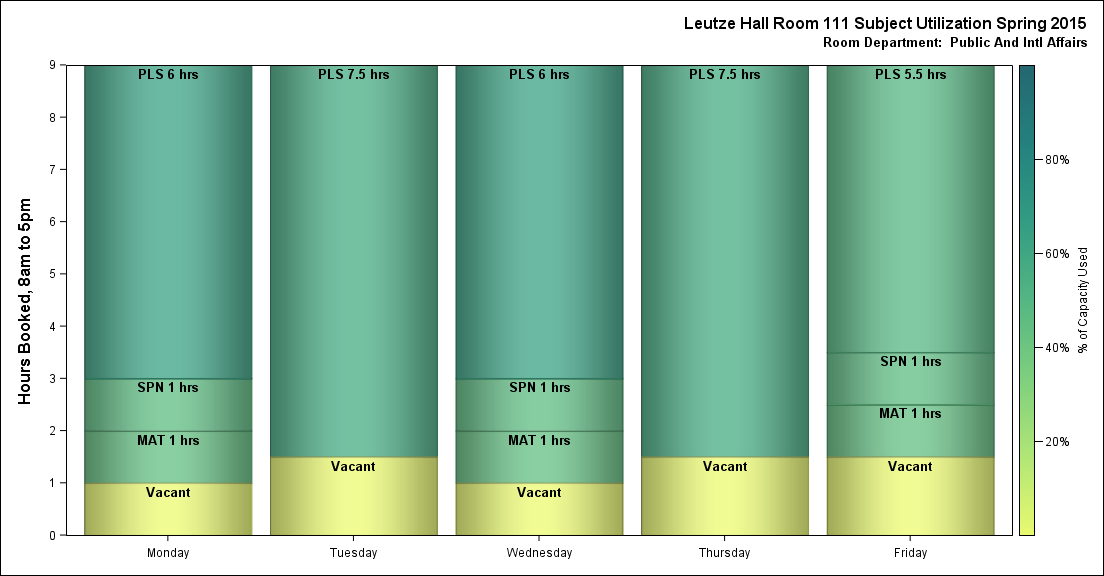 Leutze Hall Room 111 Subject Utilization Spring 2015
Room Department:  Public And Intl Affairs
Hours Booked, 8am to 5pm
9
8
7
6
5
4
3
2
1
0
PLS 6 hrs
SPN 1 hrs
MAT 1 hrs
Vacant
PLS 7.5 hrs
Vacant
PLS 6 hrs
SPN 1 hrs
MAT 1 hrs
Vacant
PLS 7.5 hrs
Vacant
PLS 5.5 hrs
SPN 1 hrs
MAT 1 hrs
Vacant
Monday
Tuesday
Wednesday
Thursday
Friday
80%
60%
40%
20%
% of Capacity Used